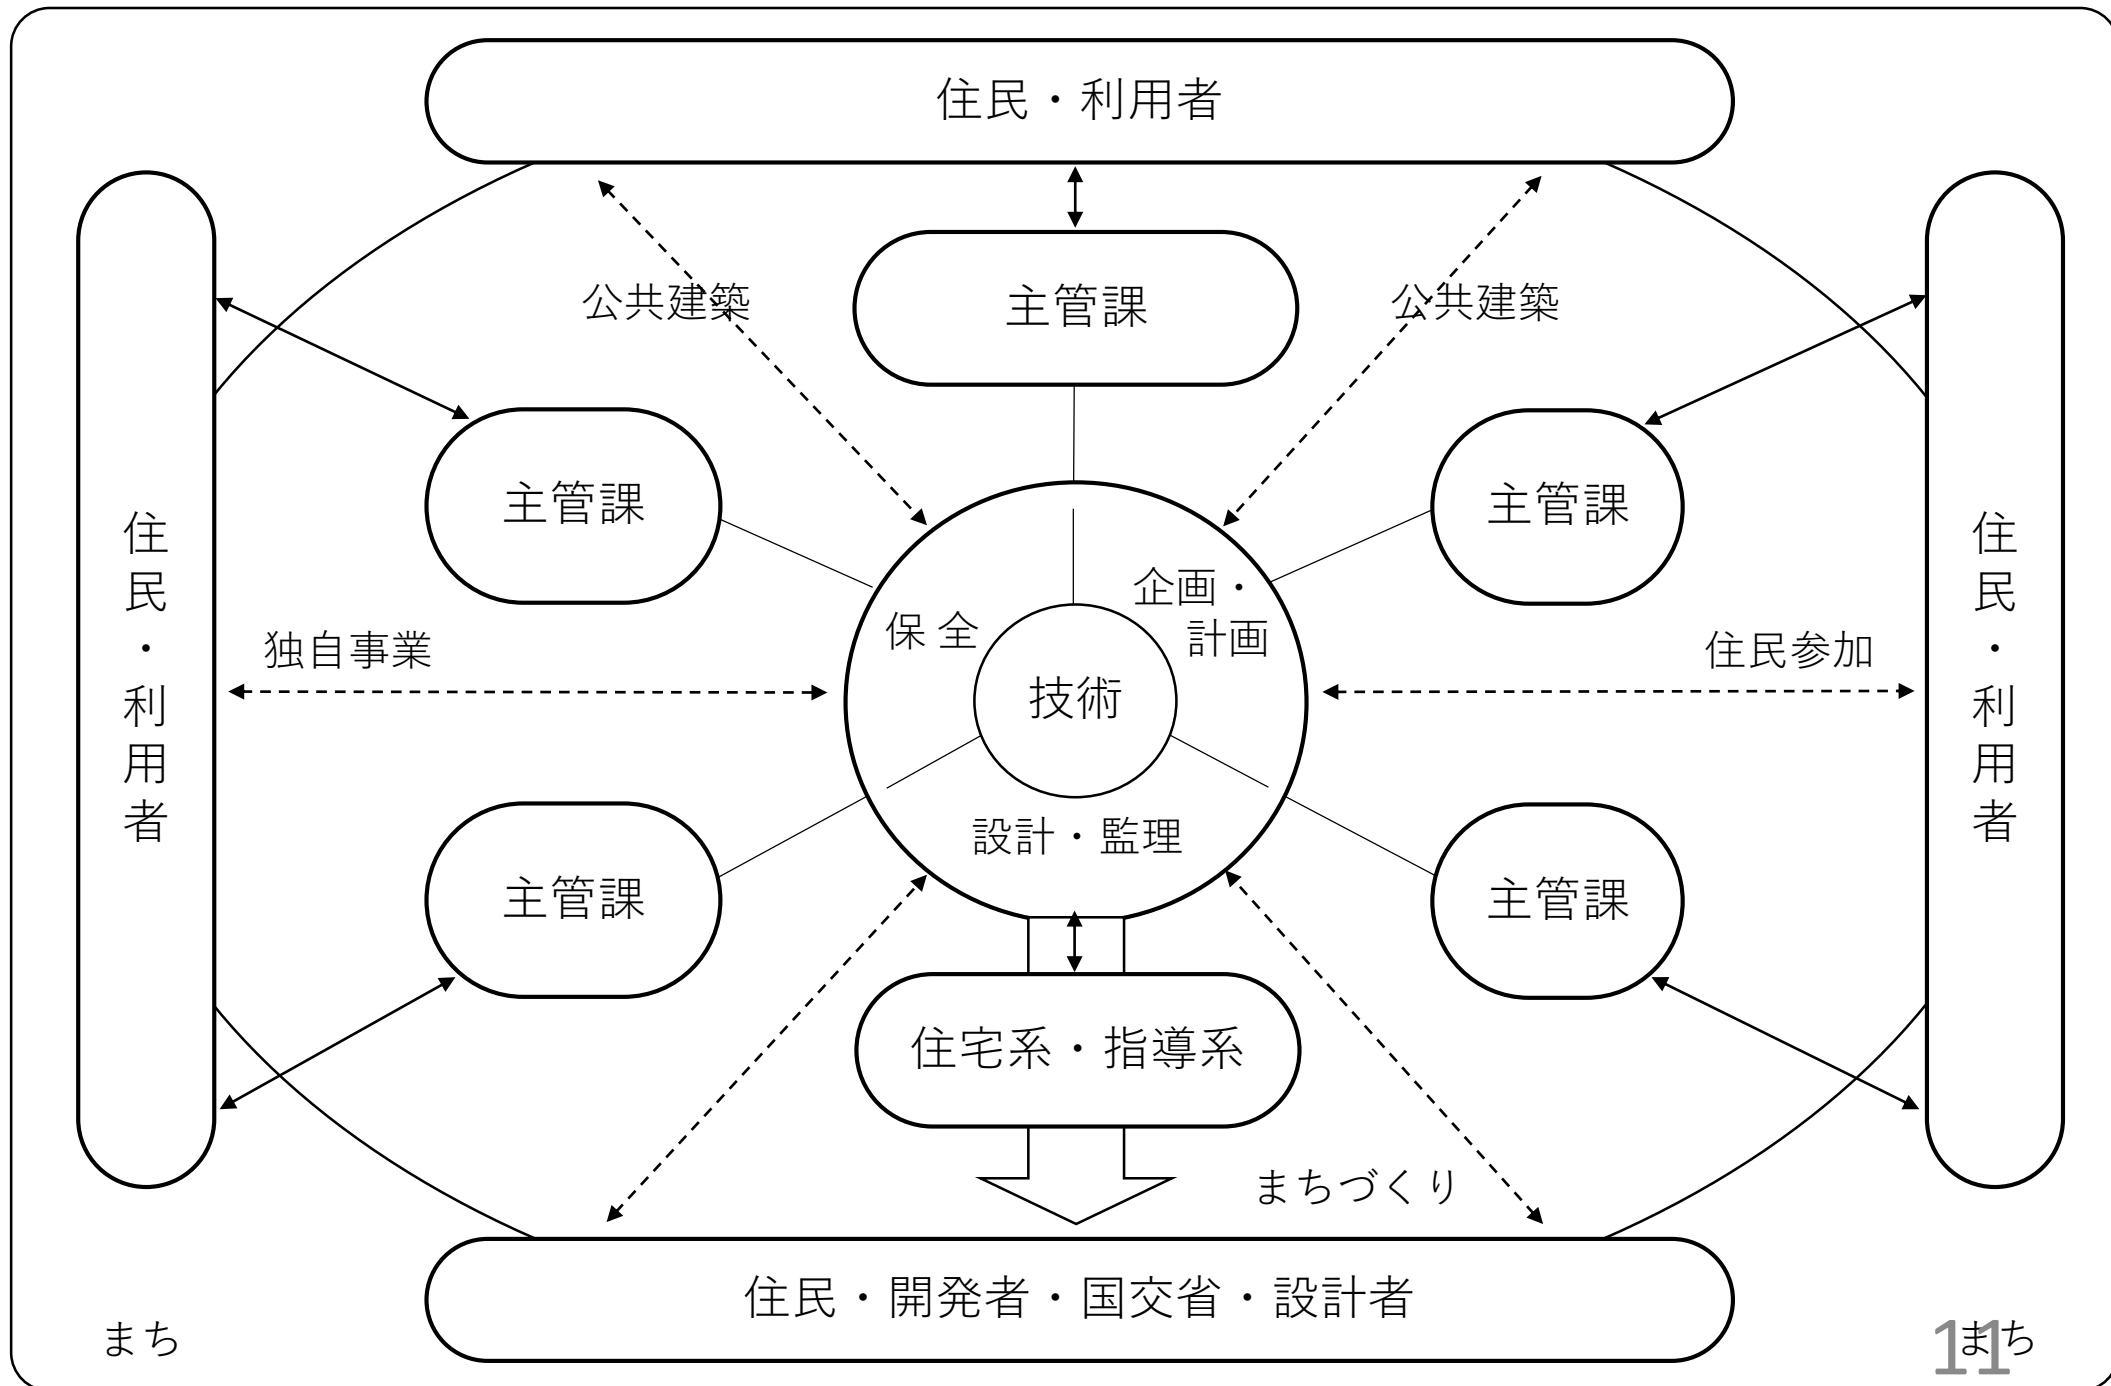 住民・利用者
公共建築
主管課
公共建築
主管課
主管課
住民・利用者
住民・利用者
企画・
計画
保 全
独自事業
住民参加
技術
設計・監理
主管課
主管課
住宅系・指導系
まちづくり
住民・開発者・国交省・設計者
まち
まち
11